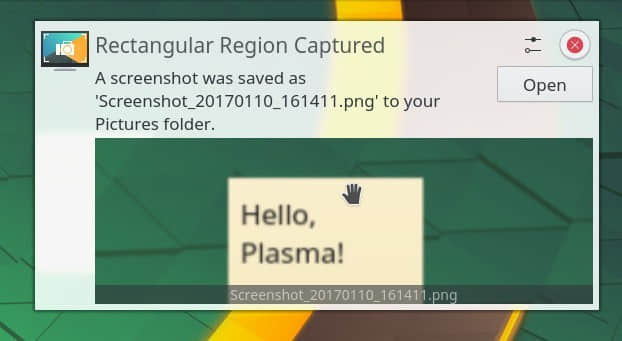 Rectangular Region Captured
A screenshot was saved as
'Screenshot_20170110_161411.png' to your
Pictures folder.
Open
Hello,
Plasma!
Screenshot_20170110_161411.png